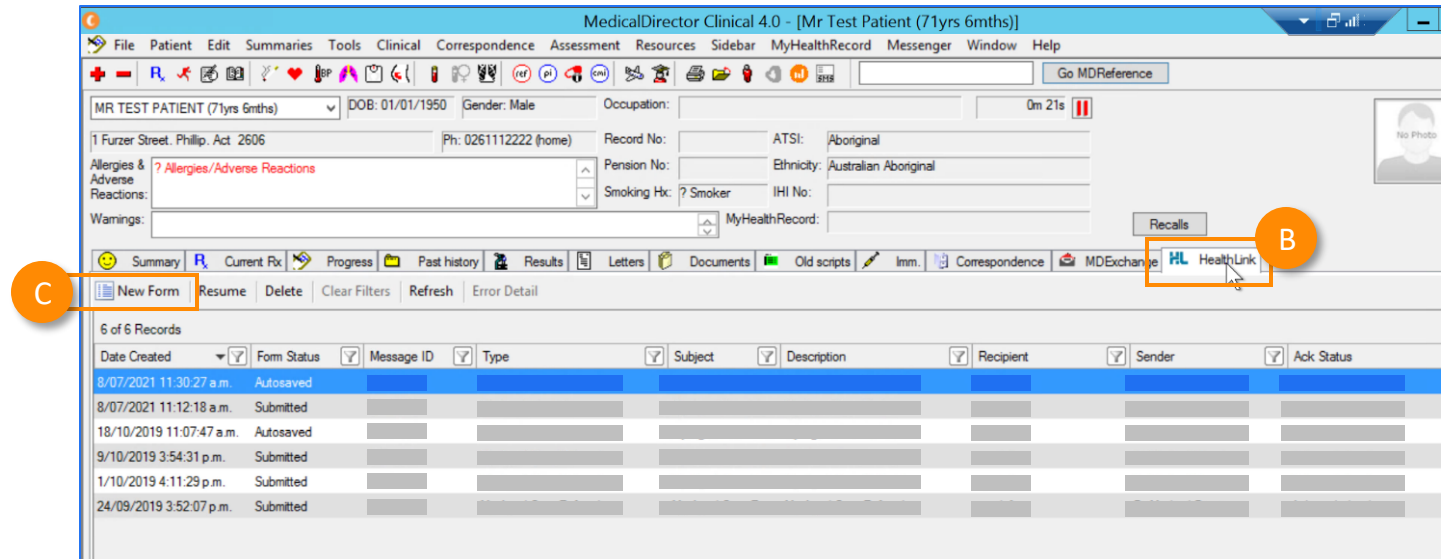 MedicalDirector Clinical 4.0 - [Mr Test Patient (71yrs 6mths)]
File Patient Edit Summaries Tools Clinical Correspondence Assessment Resources Sidebar MyHealthRecord Messenger Window Help
Rx BP ref pl cmi SHS Go MDReference
MR TEST PATIENT (71yrs 6mths) DOB: 01/01/1950 Gender: Male Occupation: 0m 21s
1 Furzer Street. Phillip. Act 2606 Ph: 0261112222 (home) Record No: ATSI: Aboriginal No Photo
Allergies & Adverse Reactions: ? Allergies/Adverse Reactions Pension No: Ethnicity: Australian Aboriginal
Smoking Hx: ? Smoker IHI No:
Warnings: MyHealthRecord: Recalls
B
Summary Rx Current Rx Progress Past history Results Letters Documents Old scripts Imm. Correspondence MDExchange HL HealthLink
C
New Form Resume Delete Clear Filters Refresh Error Detail
6 of 6 Records
Date Created Form Status Message ID Type Subject Description Recipient Sender Ack Status
8/07/2021 11:30:27 a.m. Autosaved
8/07/2021 11:12:18 a.m. Submitted
18/10/2019 11:07:47 a.m. Autosaved
9/10/2019 3:54:31 p.m. Submitted
1/10/2019 4:11:29 p.m. Submitted
24/09/2019 3:52:07 p.m. Submitted